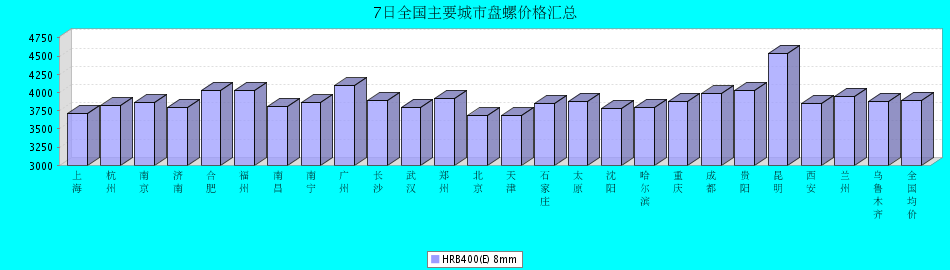 7日全国主要城市盘螺价格汇总
4750
4500
4250
4000
3750
3500
3250
3000
上海
杭州
南京
济南
合肥
福州
南昌
南宁
广州
长沙
武汉
郑州
北京
天津
石家庄
太原
沈阳
哈尔滨
重庆
成都
贵阳
昆明
西安
兰州
乌鲁木齐
全国均价
HRB400(E) 8mm